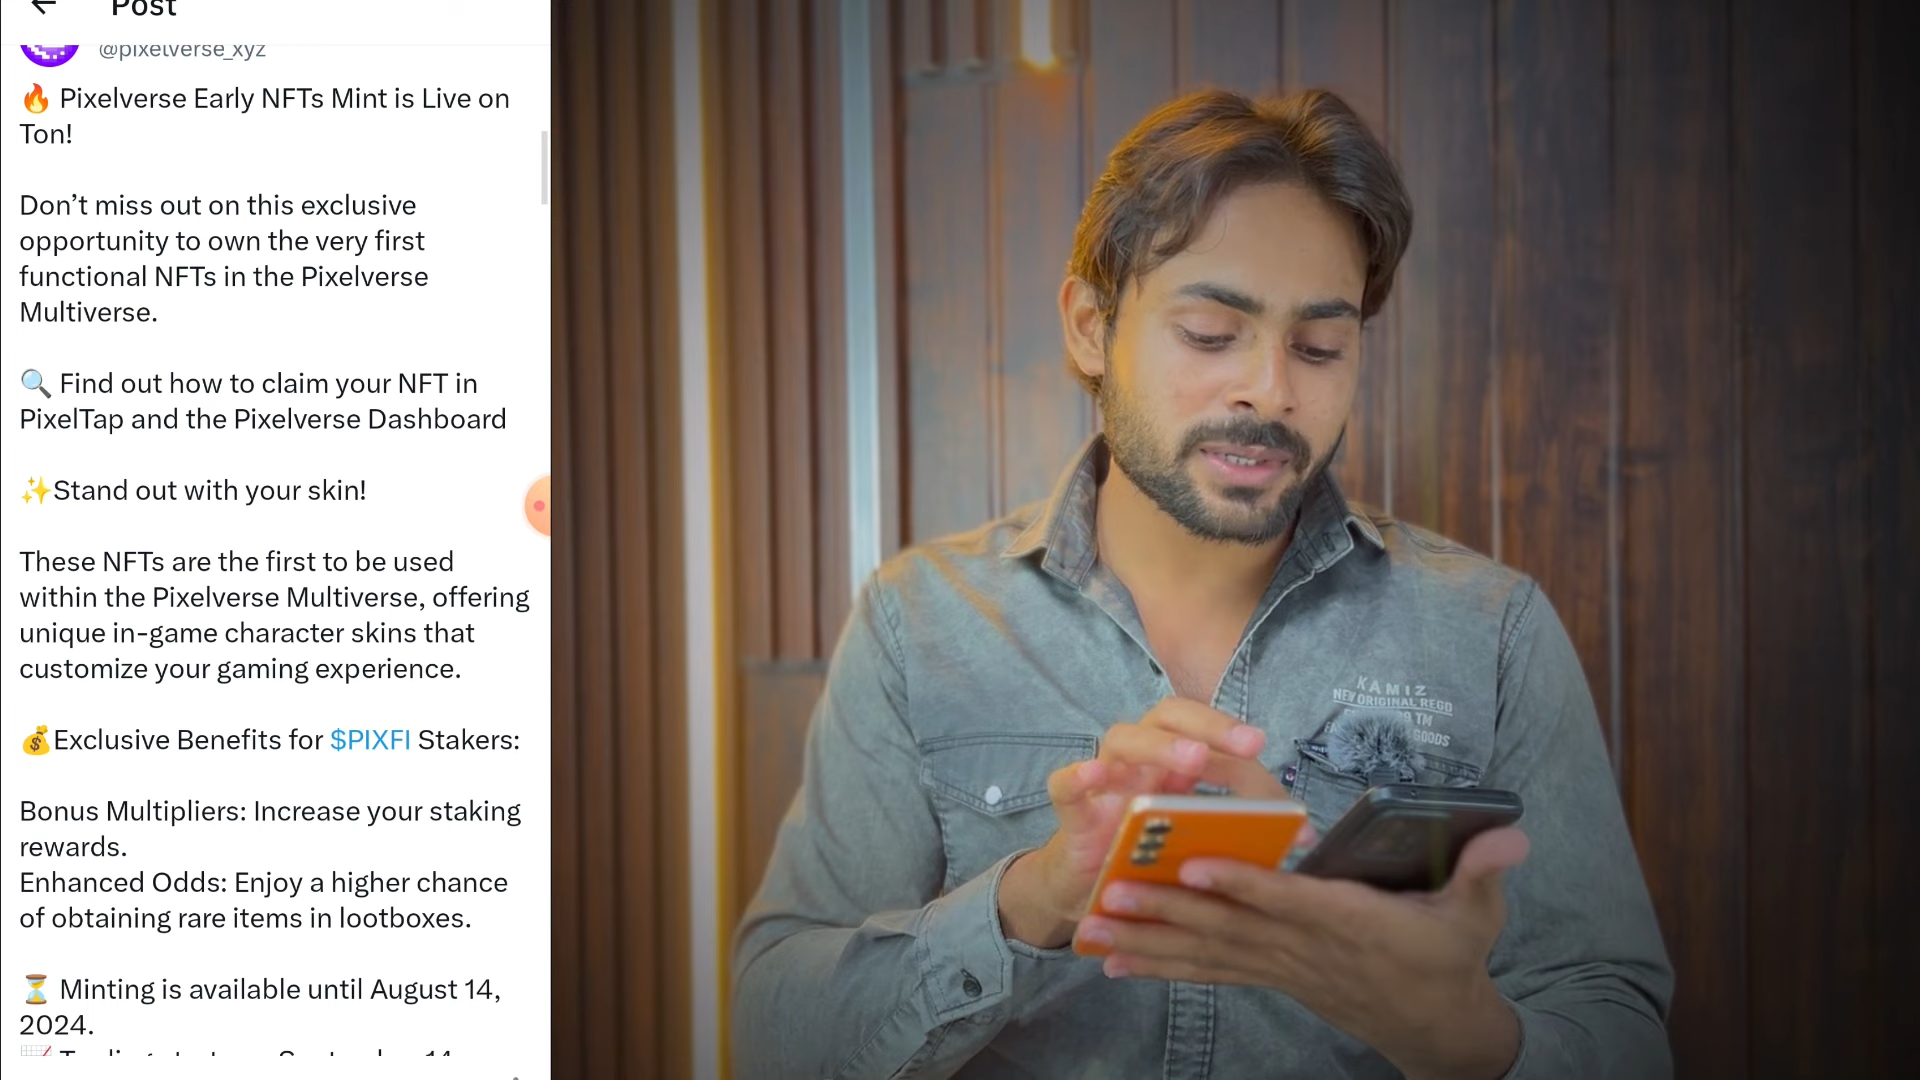 Post
@pixelverse_xyz
🔥 Pixelverse Early NFTs Mint is Live on
Ton!
Don’t miss out on this exclusive
opportunity to own the very first
functional NFTs in the Pixelverse
Multiverse.
🔍 Find out how to claim your NFT in
PixelTap and the Pixelverse Dashboard
✨Stand out with your skin!
These NFTs are the first to be used
within the Pixelverse Multiverse, offering
unique in-game character skins that
customize your gaming experience.
💰Exclusive Benefits for $PIXFI Stakers:
Bonus Multipliers: Increase your staking
rewards.
Enhanced Odds: Enjoy a higher chance
of obtaining rare items in lootboxes.
⏳ Minting is available until August 14,
2024.
KAMIZ
NEW ORIGINAL REGD
TM
GOODS